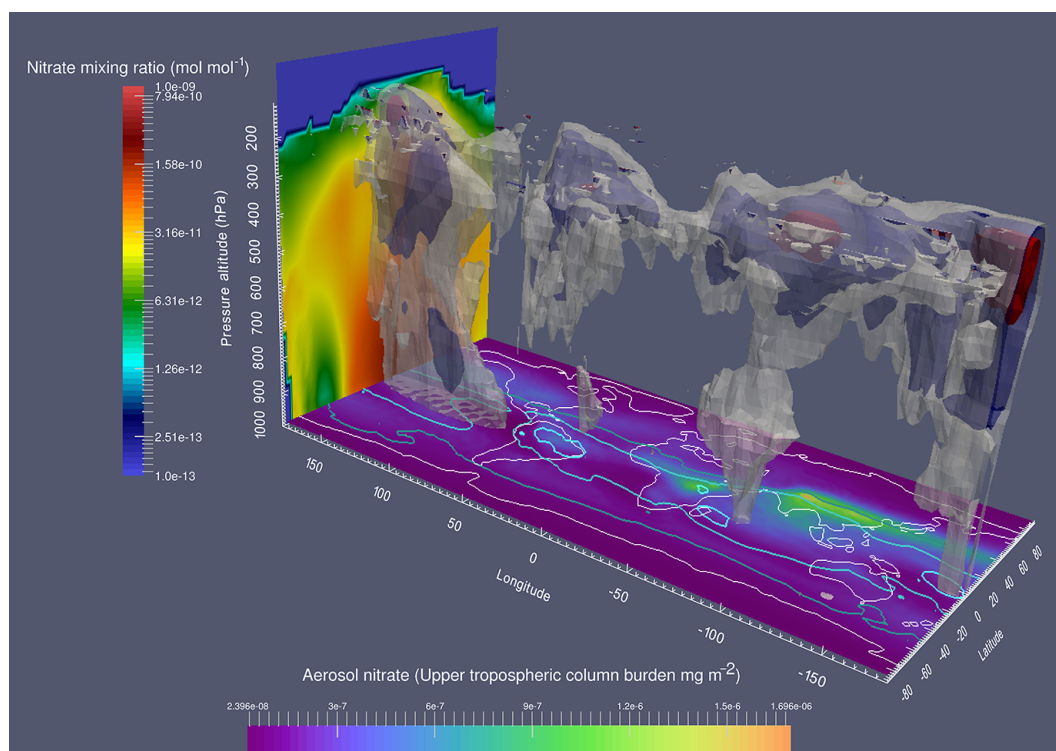 Nitrate mixing ratio (mol mol⁻¹)
1.0e-09
7.94e-10
1.58e-10
3.16e-11
6.31e-12
1.26e-12
2.51e-13
1.0e-13
Pressure altitude (hPa)
200
300
400
500
600
700
800
900
1000
150
100
50
0
-50
-100
-150
Longitude
-80
-60
-40
-20
0
20
40
60
80
Latitude
Aerosol nitrate (Upper tropospheric column burden mg m⁻²)
2.396e-08
3e-7
6e-7
9e-7
1.2e-6
1.5e-6
1.696e-06